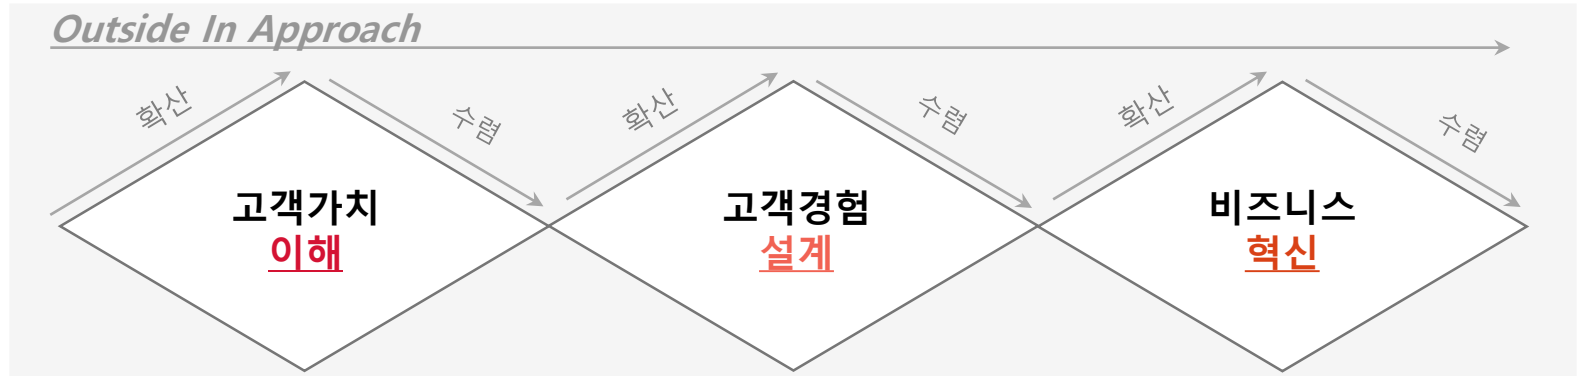 Outside In Approach
확산
수렴
확산
수렴
확산
수렴
고객가치
이해
고객경험
설계
비즈니스
혁신